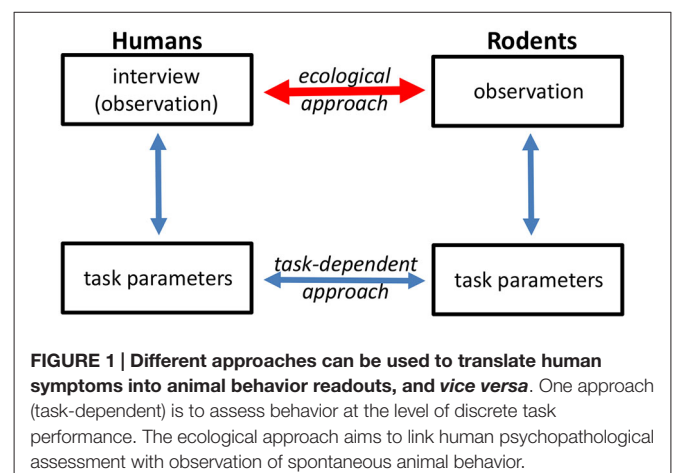 Humans
Rodents
interview
(observation)
ecological
approach
observation
task parameters
task-dependent
approach
task parameters
FIGURE 1 | Different approaches can be used to translate human
symptoms into animal behavior readouts, and vice versa. One approach
(task-dependent) is to assess behavior at the level of discrete task
performance. The ecological approach aims to link human psychopathological
assessment with observation of spontaneous animal behavior.